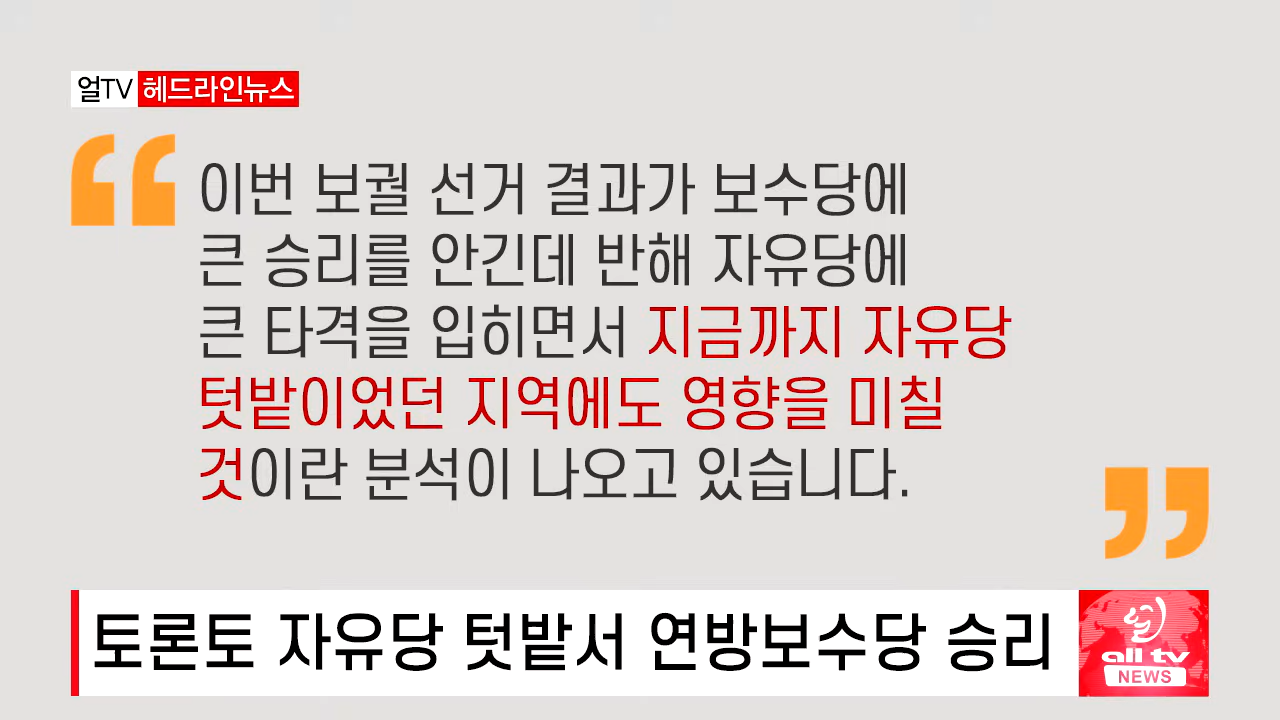 얼TV 헤드라인뉴스
이번 보궐 선거 결과가 보수당에
큰 승리를 안긴데 반해 자유당에
큰 타격을 입히면서 지금까지 자유당
텃밭이었던 지역에도 영향을 미칠
것이란 분석이 나오고 있습니다.
토론토 자유당 텃밭서 연방보수당 승리
얼
all tv
NEWS